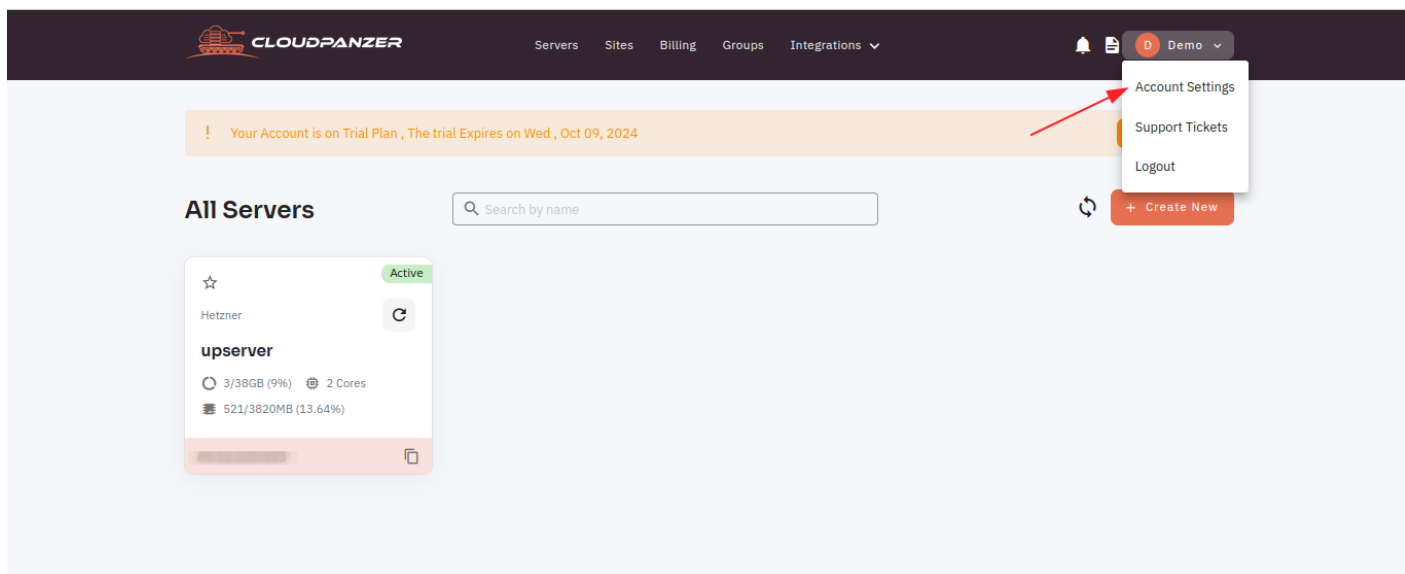 CLOUDPANZER
Servers Sites Billing Groups Integrations
D Demo
Account Settings
Support Tickets
Logout
! Your Account is on Trial Plan , The trial Expires on Wed , Oct 09, 2024
All Servers
Search by name
+ Create New
Active
Hetzner
upserver
3/38GB (9%) 2 Cores
521/3820MB (13.64%)